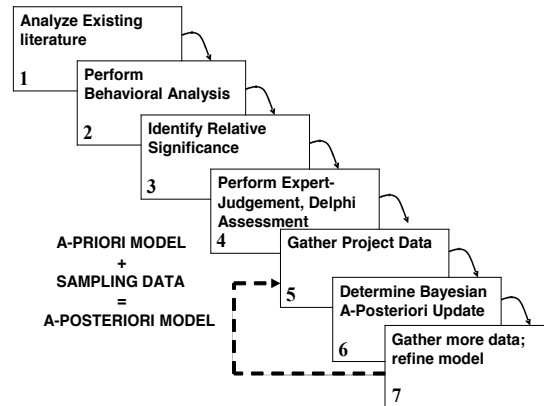 Analyze Existing
literature
1
Perform
Behavioral Analysis
2
Identify Relative
Significance
3
Perform Expert-
Judgement, Delphi
Assessment
4
Gather Project Data
5
Determine Bayesian
A-Posteriori Update
6
Gather more data;
refine model
7
A-PRIORI MODEL
+
SAMPLING DATA
=
A-POSTERIORI MODEL